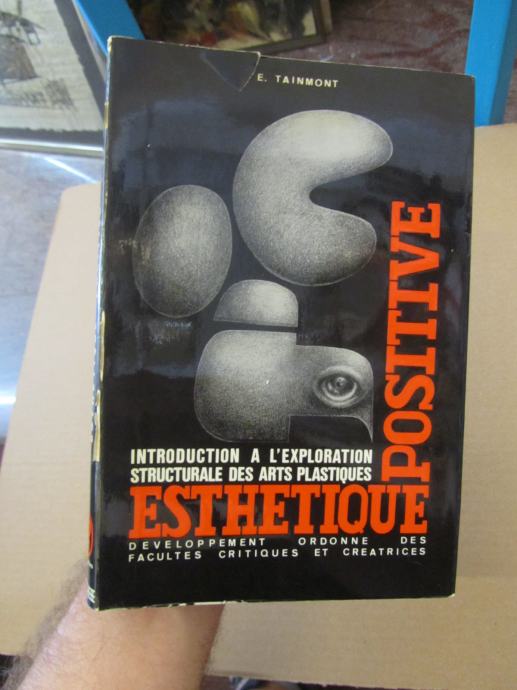 E. TAINMONT
POSITIVE
INTRODUCTION A L'EXPLORATION
STRUCTURALE DES ARTS PLASTIQUES
ESTHETIQUE
DEVELOPPEMENT ORDONNE DES
FACULTES CRITIQUES ET CREATRICES